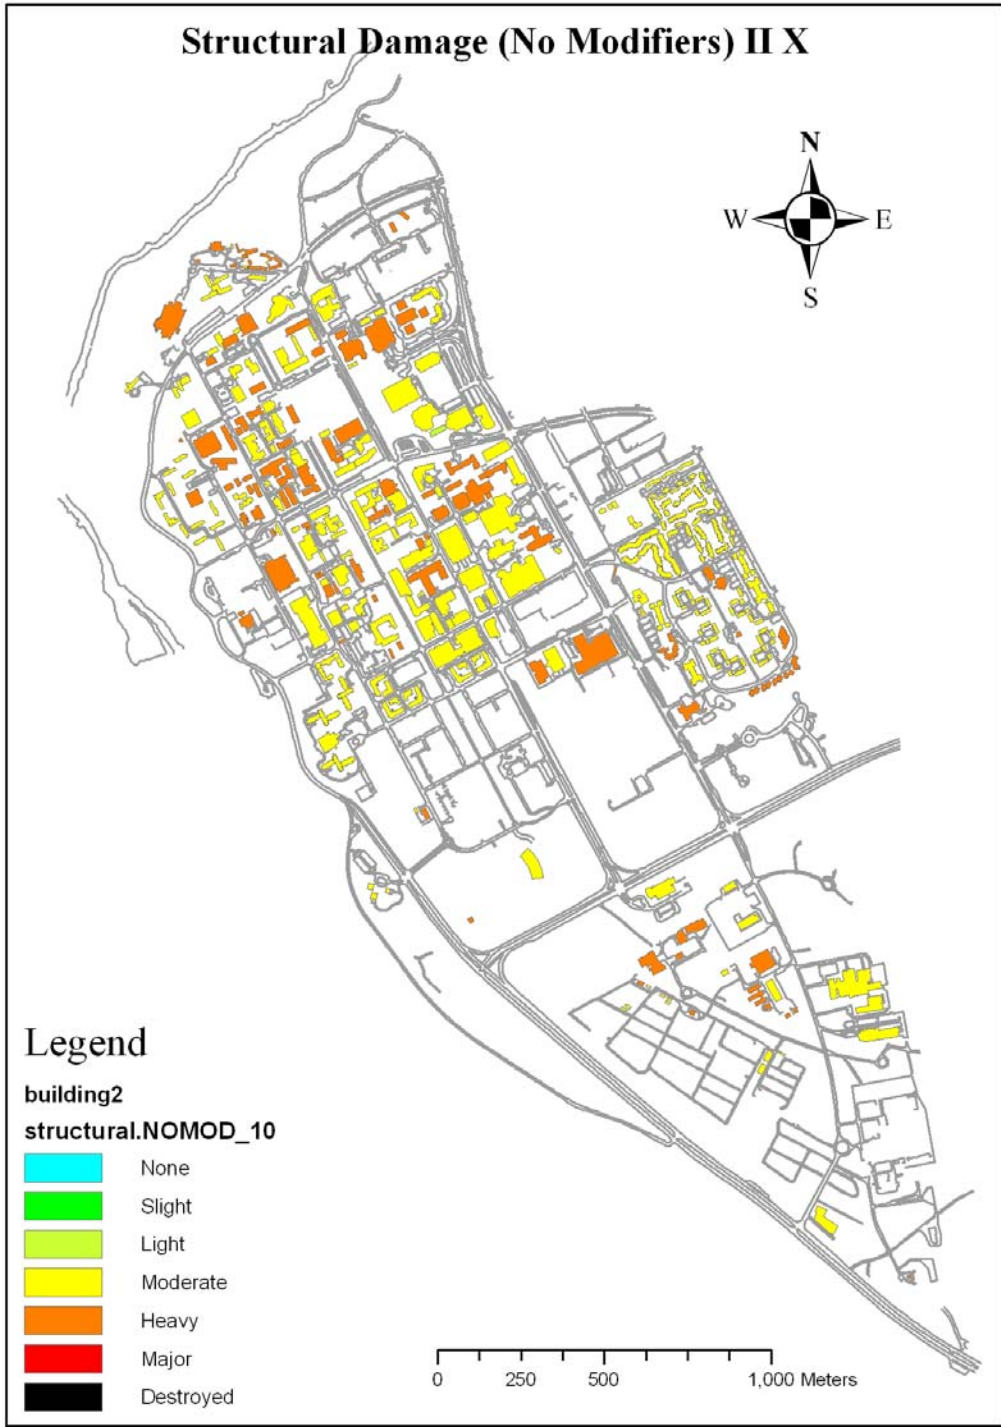 Structural Damage (No Modifiers) II X
N
W
E
S
Legend
building2
structural.NOMOD_10
None
Slight
Light
Moderate
Heavy
Major
Destroyed
0 250 500 1,000 Meters